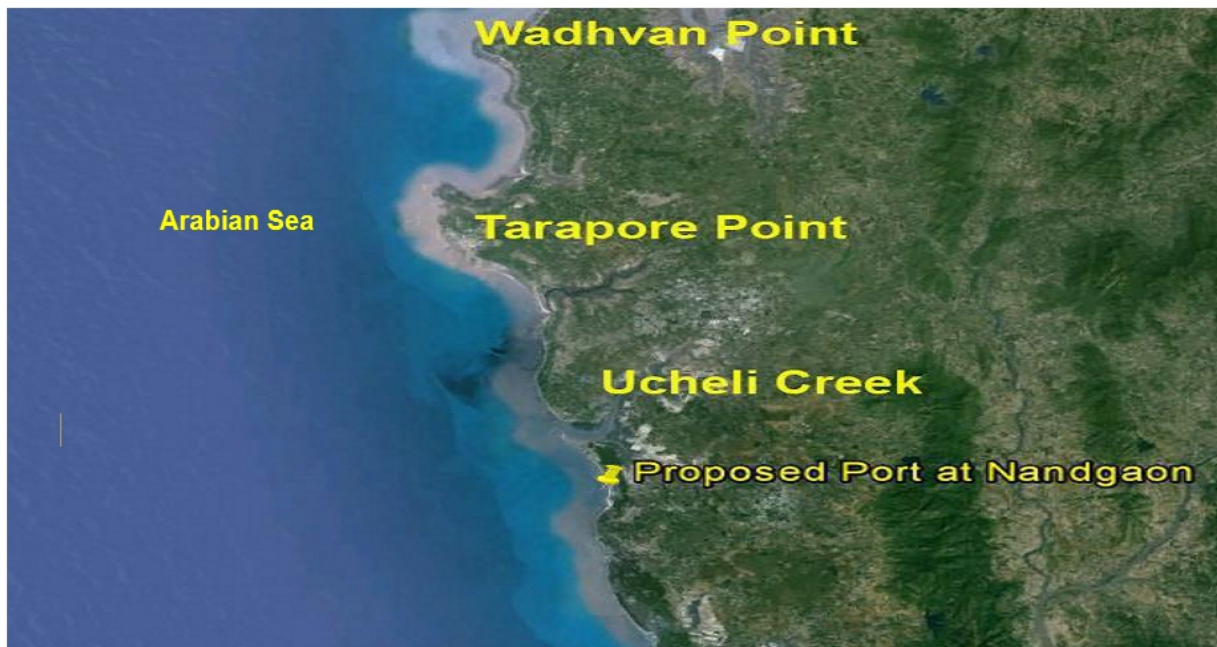 Wadhvan Point
Arabian Sea
Tarapore Point
Ucheli Creek
Proposed Port at Nandgaon